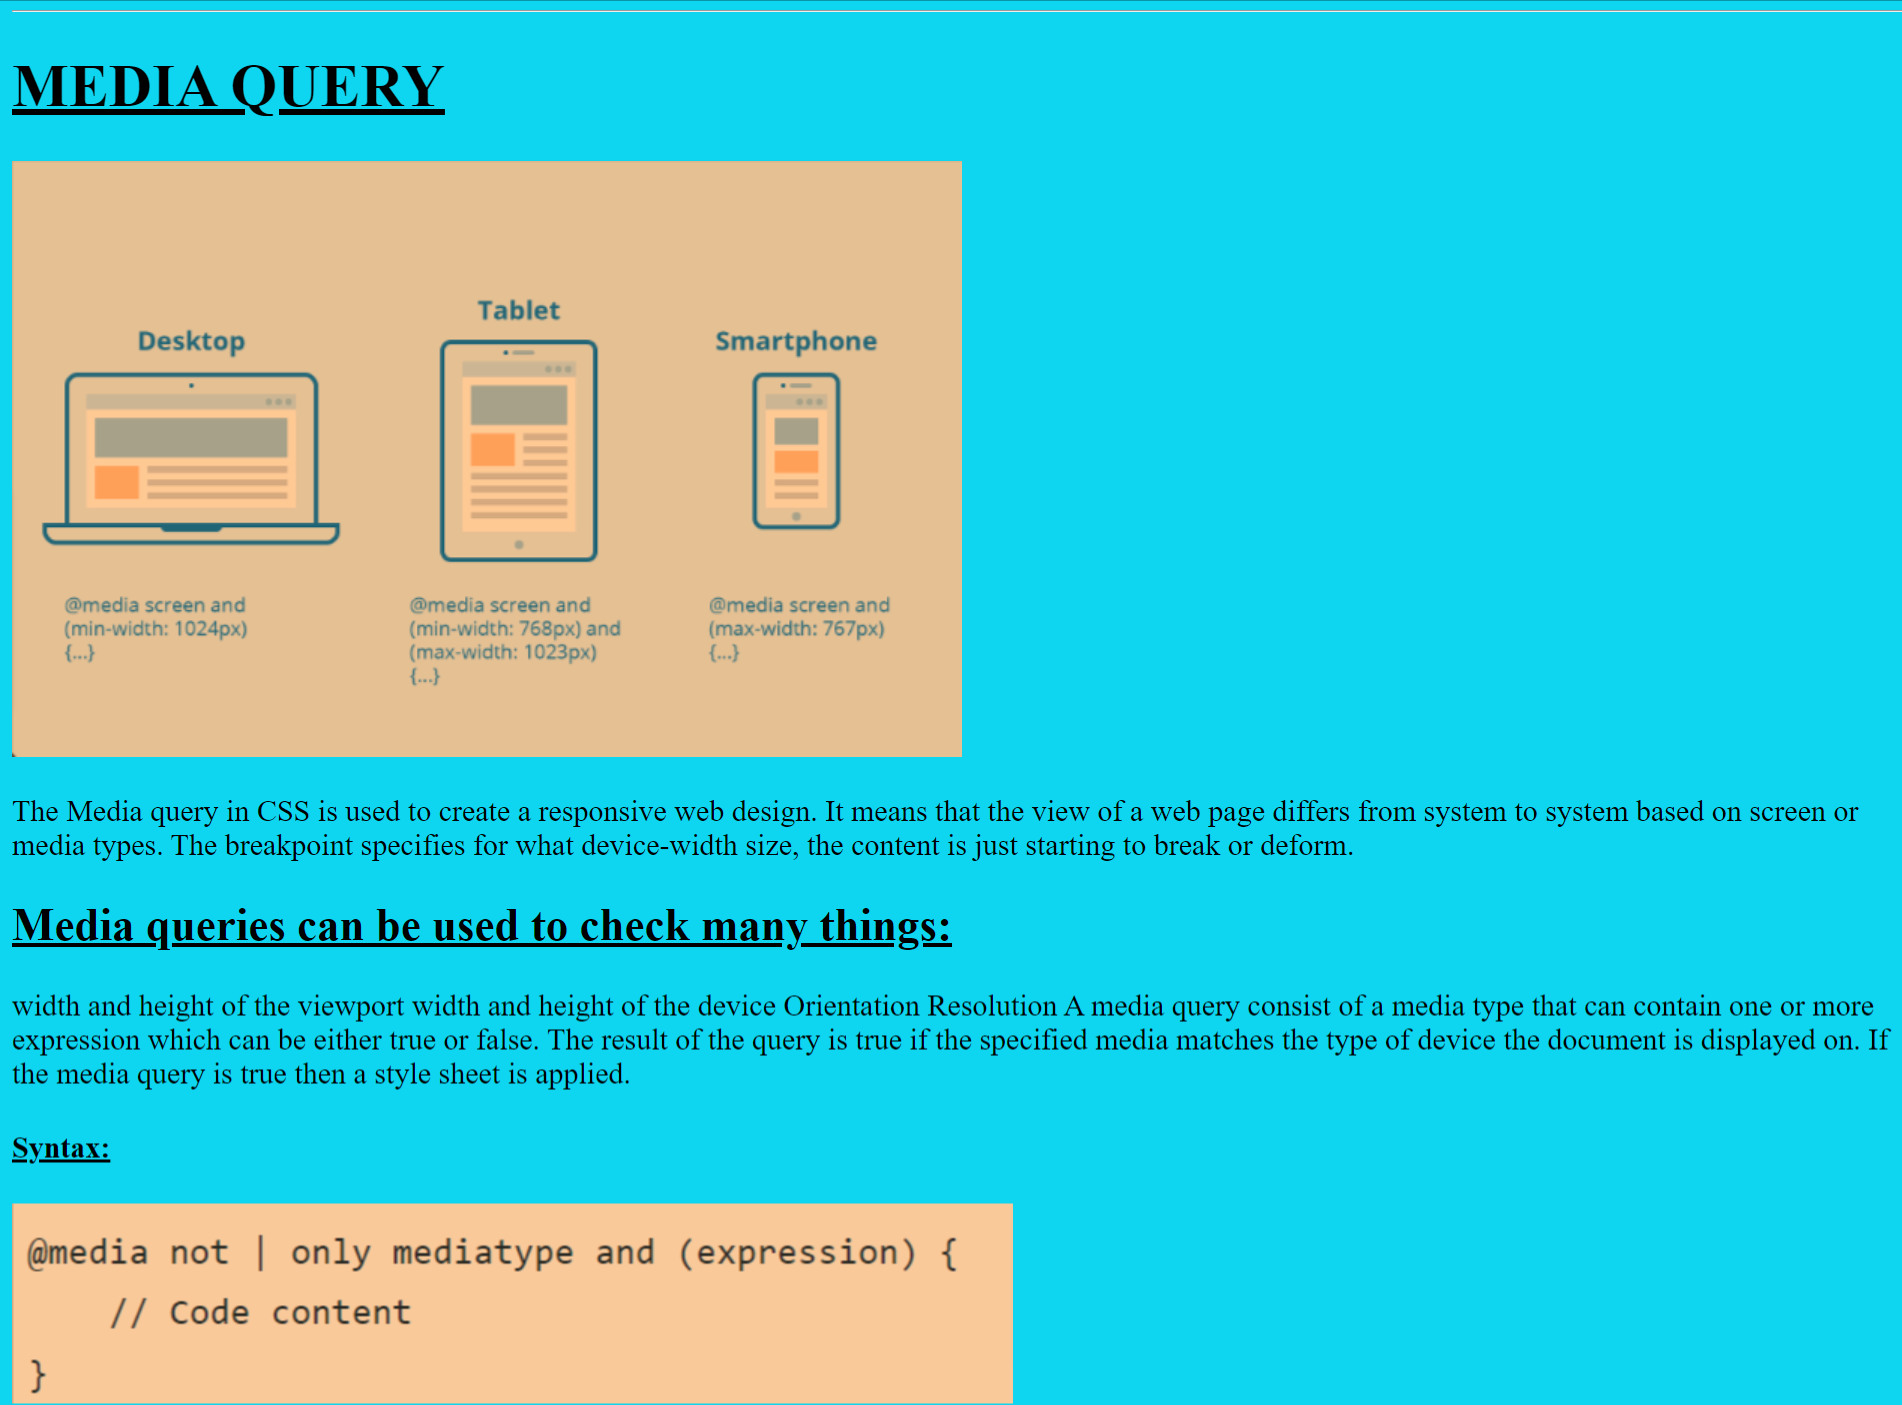 MEDIA QUERY
Tablet
Desktop
Smartphone
@media screen and
(min-width: 1024px)
{...}
@media screen and
(min-width: 768px) and
(max-width: 1023px)
{...}
@media screen and
(max-width: 767px)
{...}
The Media query in CSS is used to create a responsive web design. It means that the view of a web page differs from system to system based on screen or
media types. The breakpoint specifies for what device-width size, the content is just starting to break or deform.
Media queries can be used to check many things:
width and height of the viewport width and height of the device Orientation Resolution A media query consist of a media type that can contain one or more
expression which can be either true or false. The result of the query is true if the specified media matches the type of device the document is displayed on. If
the media query is true then a style sheet is applied.
Syntax:
@media not | only mediatype and (expression) {
// Code content
}